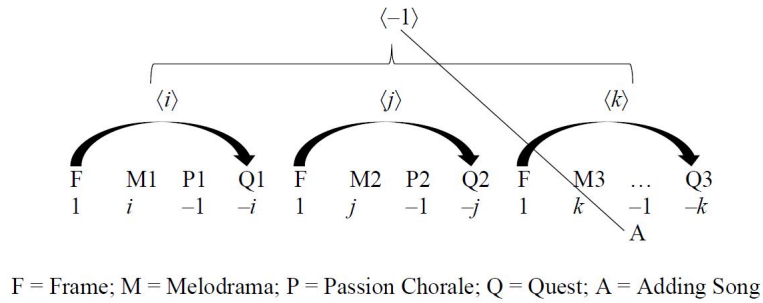 ⟨–1⟩
⟨i⟩ ⟨j⟩ ⟨k⟩
F M1 P1 Q1 F M2 P2 Q2 F M3 … Q3
1 i –1 –i 1 j –1 –j 1 k –1 –k
A
F = Frame; M = Melodrama; P = Passion Chorale; Q = Quest; A = Adding Song